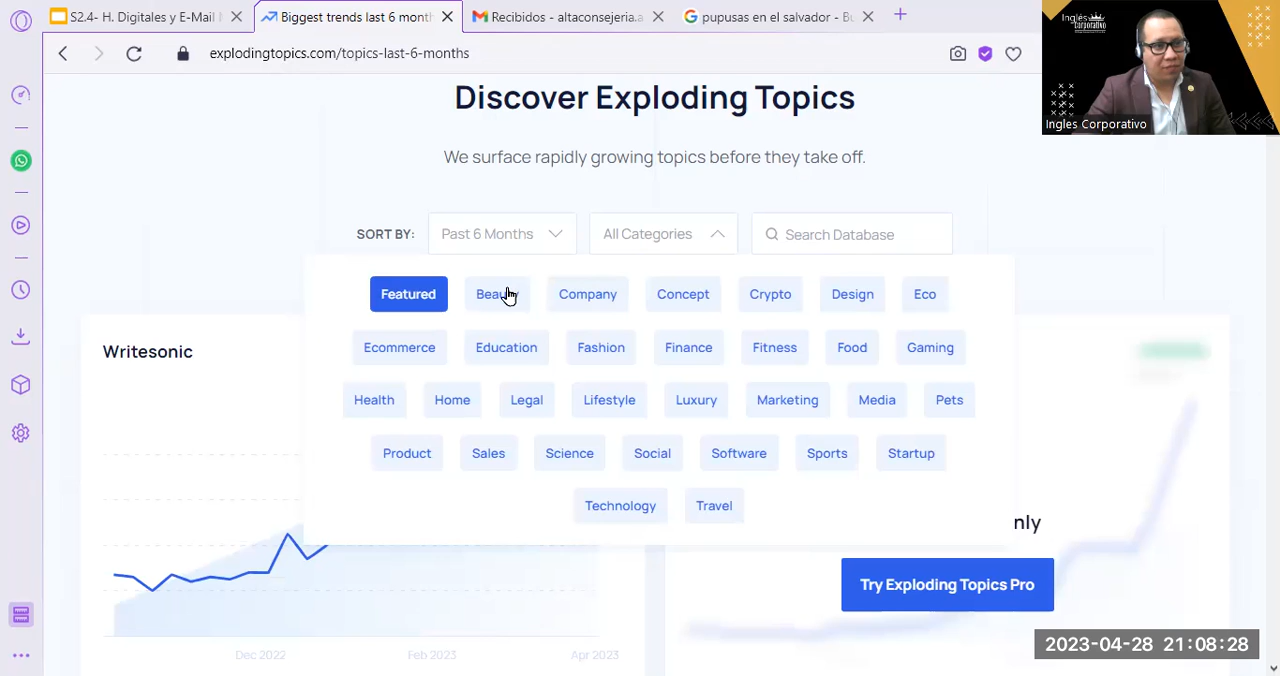 S2.4- H. Digitales y E-Mail
Biggest trends last 6 mont
Recibidos - altaconsejeria.a
pupusas en el salvador - Bu
explodingtopics.com/topics-last-6-months
Inglés
Corporativo
Ingles Corporativo
Discover Exploding Topics
We surface rapidly growing topics before they take off.
SORT BY:
Past 6 Months
All Categories
Search Database
Featured
Beauty
Company
Concept
Crypto
Design
Eco
Ecommerce
Education
Fashion
Finance
Fitness
Food
Gaming
Health
Home
Legal
Lifestyle
Luxury
Marketing
Media
Pets
Product
Sales
Science
Social
Software
Sports
Startup
Technology
Travel
Writesonic
nly
Try Exploding Topics Pro
Dec 2022
Feb 2023
Apr 2023
2023-04-28 21:08:28